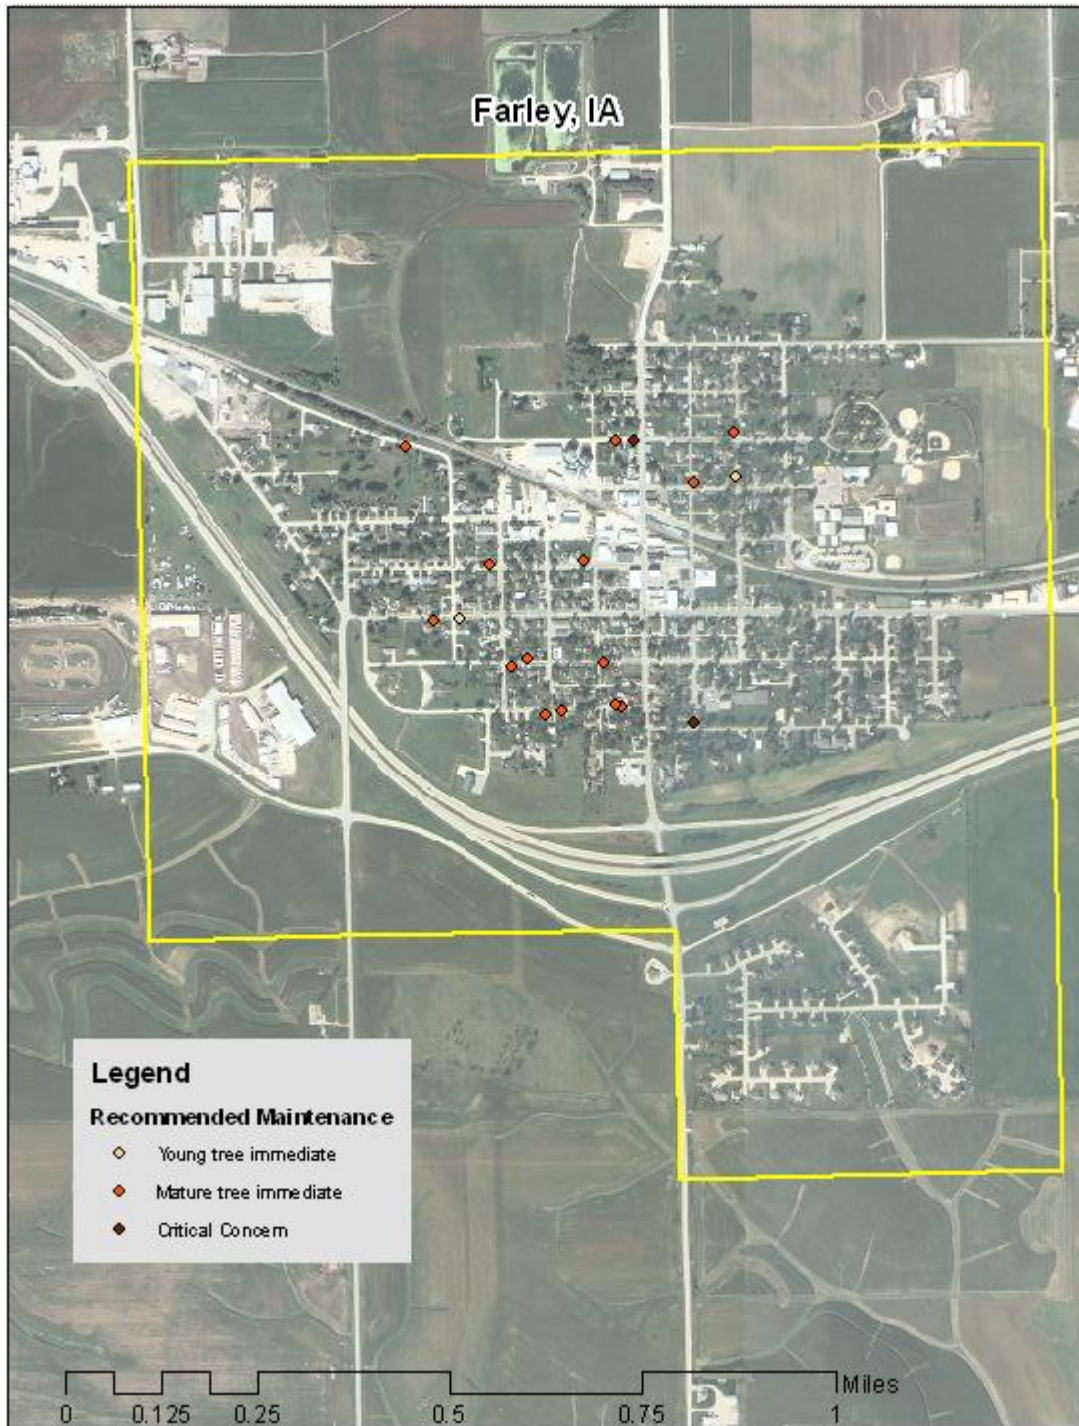 Farley, IA
Legend
Recommended Maintenance
Young tree immediate
Mature tree immediate
Critical Concern
Miles
0 0.125 0.25 0.5 0.75 1